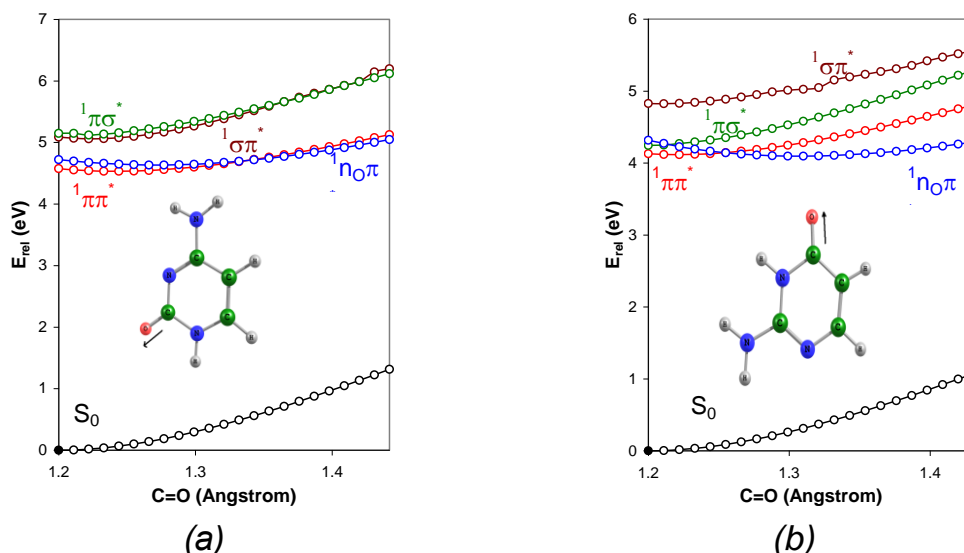 7
6
5
4
3
2
1
0
E_rel (eV)
¹πσ*
¹σπ*
¹ππ*
¹n_Oπ
*
H
H
N
N
C
H
C
C
C
O
N
H
H
S₀
1.2
1.3
1.4
C=O (Angstrom)
(a)
6
5
4
3
2
1
0
E_rel (eV)
¹σπ*
¹πσ*
¹ππ*
¹n_Oπ
O
H
C
H
N
C
H
C
C
N
N
H
H
S₀
1.2
1.3
1.4
C=O (Angstrom)
(b)